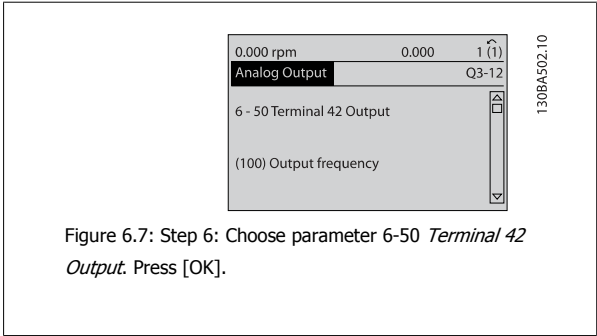 0.000 rpm 0.000 1 (1)
Analog Output Q3-12
6 - 50 Terminal 42 Output
(100) Output frequency
130BA502.10
Figure 6.7: Step 6: Choose parameter 6-50 Terminal 42
Output. Press [OK].